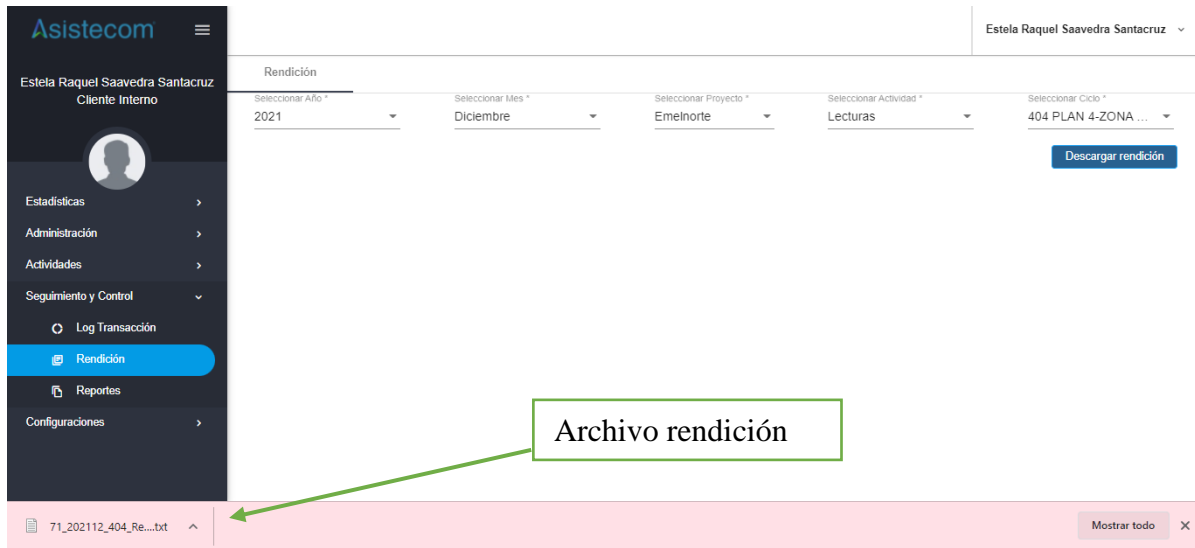 Asistecom
Estela Raquel Saavedra Santacruz
Estela Raquel Saavedra Santacruz
Cliente Interno
Rendición
Seleccionar Año *
2021
Seleccionar Mes *
Diciembre
Seleccionar Proyecto *
Emelnorte
Seleccionar Actividad *
Lecturas
Seleccionar Ciclo *
404 PLAN 4-ZONA ...
Descargar rendición
Estadísticas
Administración
Actividades
Seguimiento y Control
Log Transacción
Rendición
Reportes
Configuraciones
Archivo rendición
71_202112_404_Re....txt
Mostrar todo